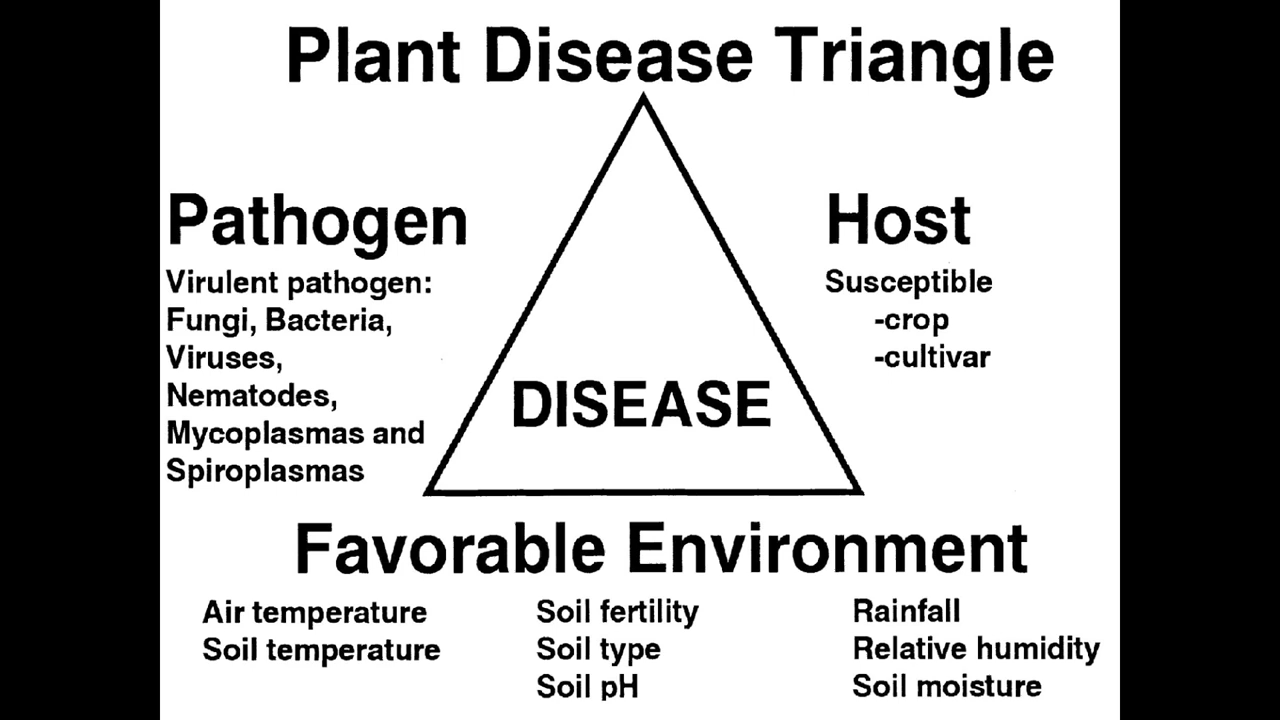 Plant Disease Triangle
Pathogen
Virulent pathogen:
Fungi, Bacteria,
Viruses,
Nematodes,
Mycoplasmas and
Spiroplasmas
Host
Susceptible
-crop
-cultivar
DISEASE
Favorable Environment
Air temperature
Soil temperature
Soil fertility
Soil type
Soil pH
Rainfall
Relative humidity
Soil moisture